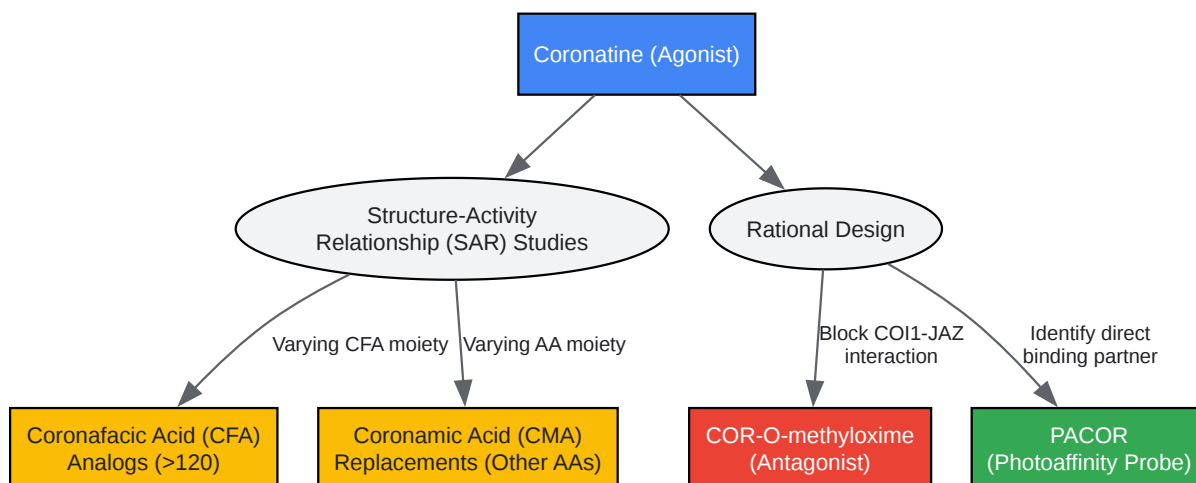 Coronatine (Agonist)
Structure-Activity
Relationship (SAR) Studies
Rational Design
Varying CFA moiety
Varying AA moiety
Block COI1-JAZ
interaction
Identify direct
binding partner
Coronafacic Acid (CFA)
Analogs (>120)
Coronamic Acid (CMA)
Replacements (Other AAs)
COR-O-methyloxime
(Antagonist)
PACOR
(Photoaffinity Probe)